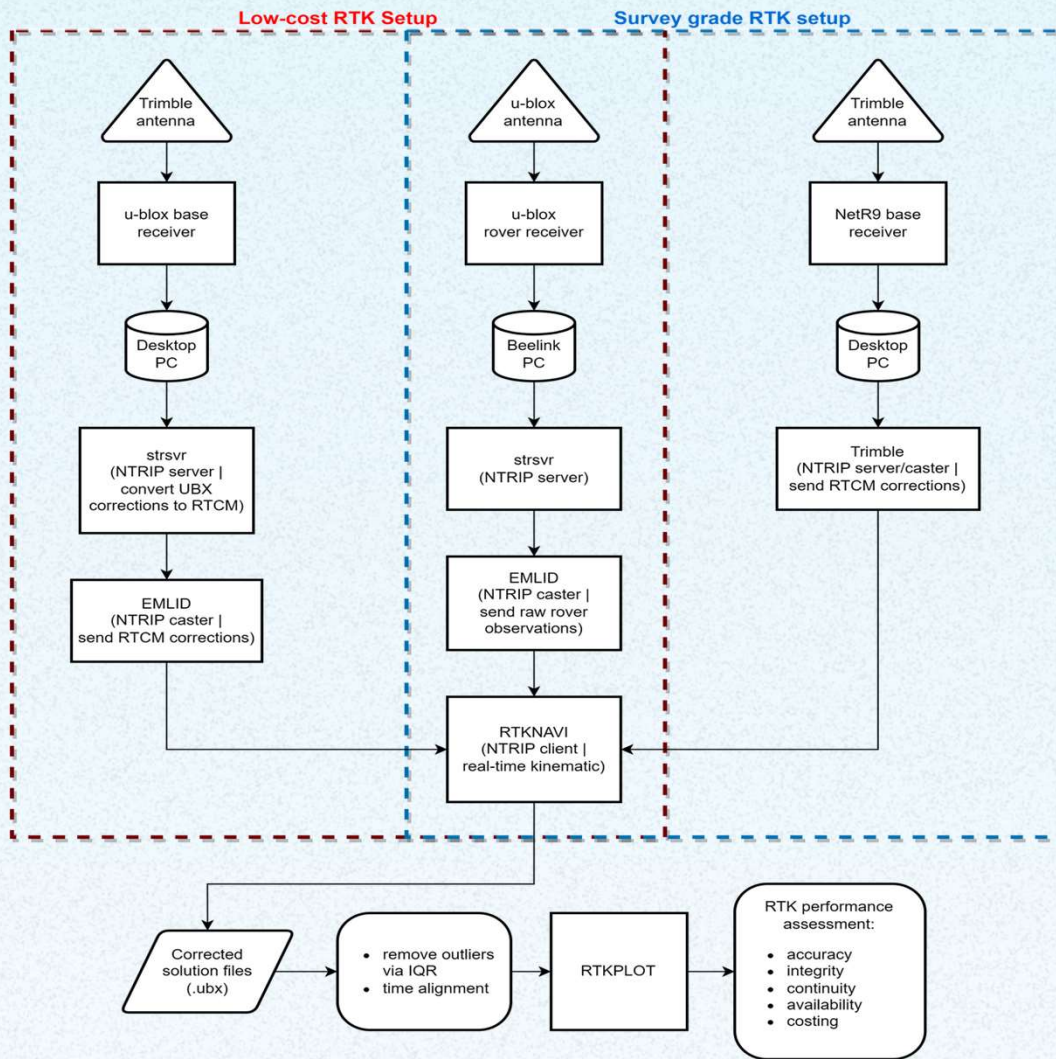 Low-cost RTK Setup
Survey grade RTK setup
Trimble
antenna
u-blox base
receiver
Desktop
PC
strsvr
(NTRIP server |
convert UBX
corrections to RTCM)
EMLID
(NTRIP caster |
send RTCM corrections)
u-blox
antenna
u-blox
rover receiver
Beelink
PC
strsvr
(NTRIP server)
EMLID
(NTRIP caster |
send raw rover
observations)
RTKNAVI
(NTRIP client |
real-time kinematic)
Trimble
antenna
NetR9 base
receiver
Desktop
PC
Trimble
(NTRIP server/caster |
send RTCM corrections)
Corrected
solution files
(.ubx)
• remove outliers
via IQR
• time alignment
RTKPLOT
RTK performance
assessment:
• accuracy
• integrity
• continuity
• availability
• costing